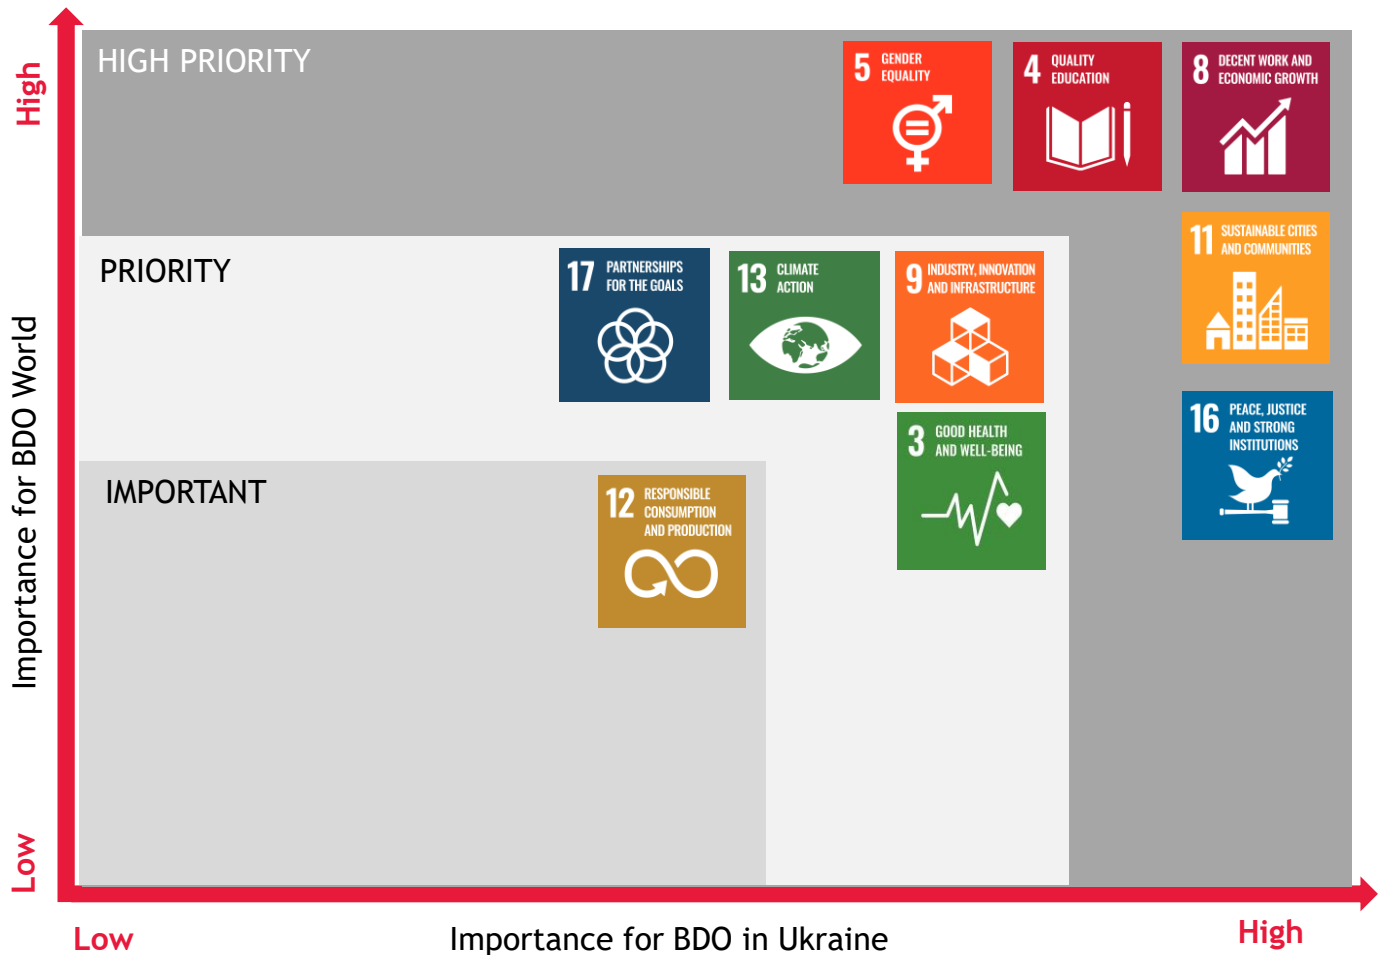 High
HIGH PRIORITY
5 GENDER
EQUALITY
4 QUALITY
EDUCATION
8 DECENT WORK AND
ECONOMIC GROWTH
11 SUSTAINABLE CITIES
AND COMMUNITIES
PRIORITY
17 PARTNERSHIPS
FOR THE GOALS
13 CLIMATE
ACTION
9 INDUSTRY, INNOVATION
AND INFRASTRUCTURE
16 PEACE, JUSTICE
AND STRONG
INSTITUTIONS
3 GOOD HEALTH
AND WELL-BEING
IMPORTANT
12 RESPONSIBLE
CONSUMPTION
AND PRODUCTION
Importance for BDO World
Low
Low
Importance for BDO in Ukraine
High